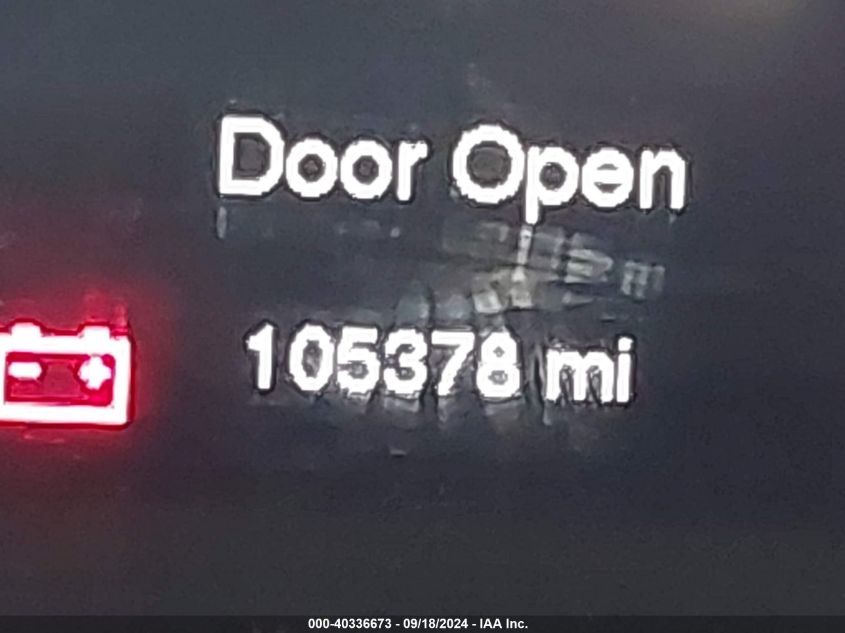 Door Open
105378 mi
000-40336673 - 09/18/2024 - IAA Inc.